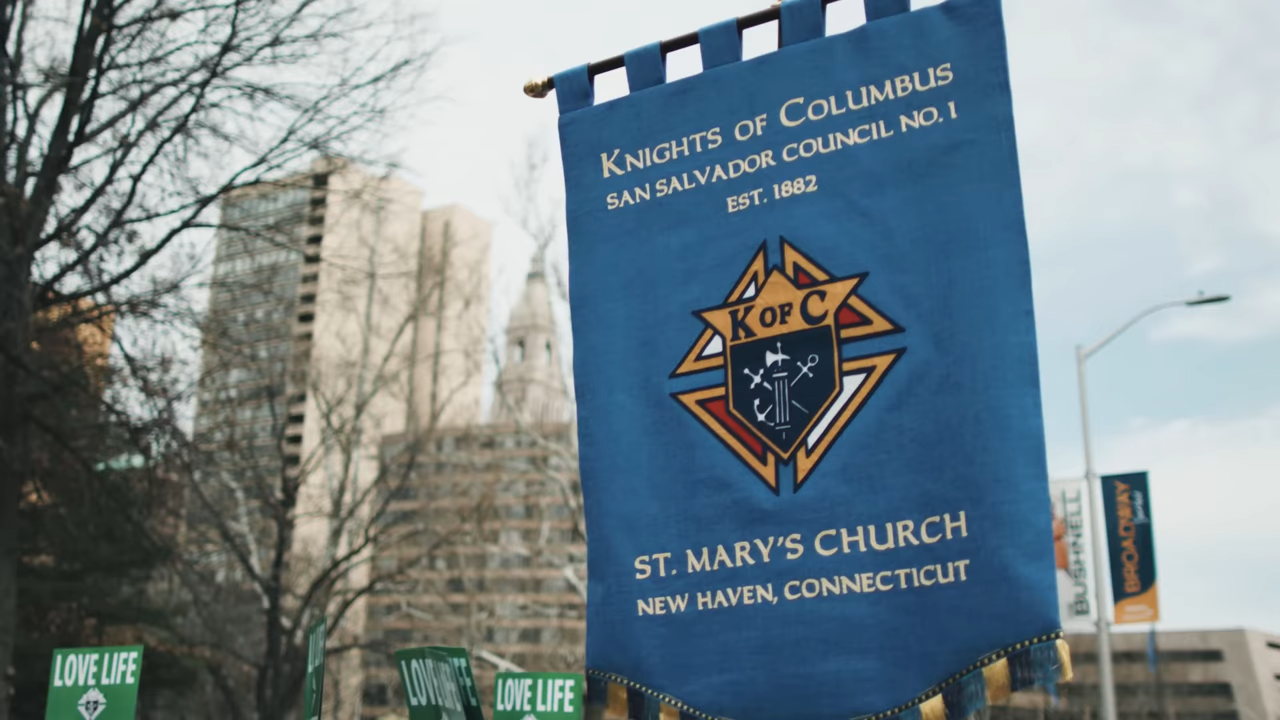 KNIGHTS OF COLUMBUS
SAN SALVADOR COUNCIL NO. 1
EST. 1882
K OF C
ST. MARY'S CHURCH
NEW HAVEN, CONNECTICUT
BUSHNELL
BROADWAY
LOVE LIFE
LOVE LIFE
LOVE LIFE